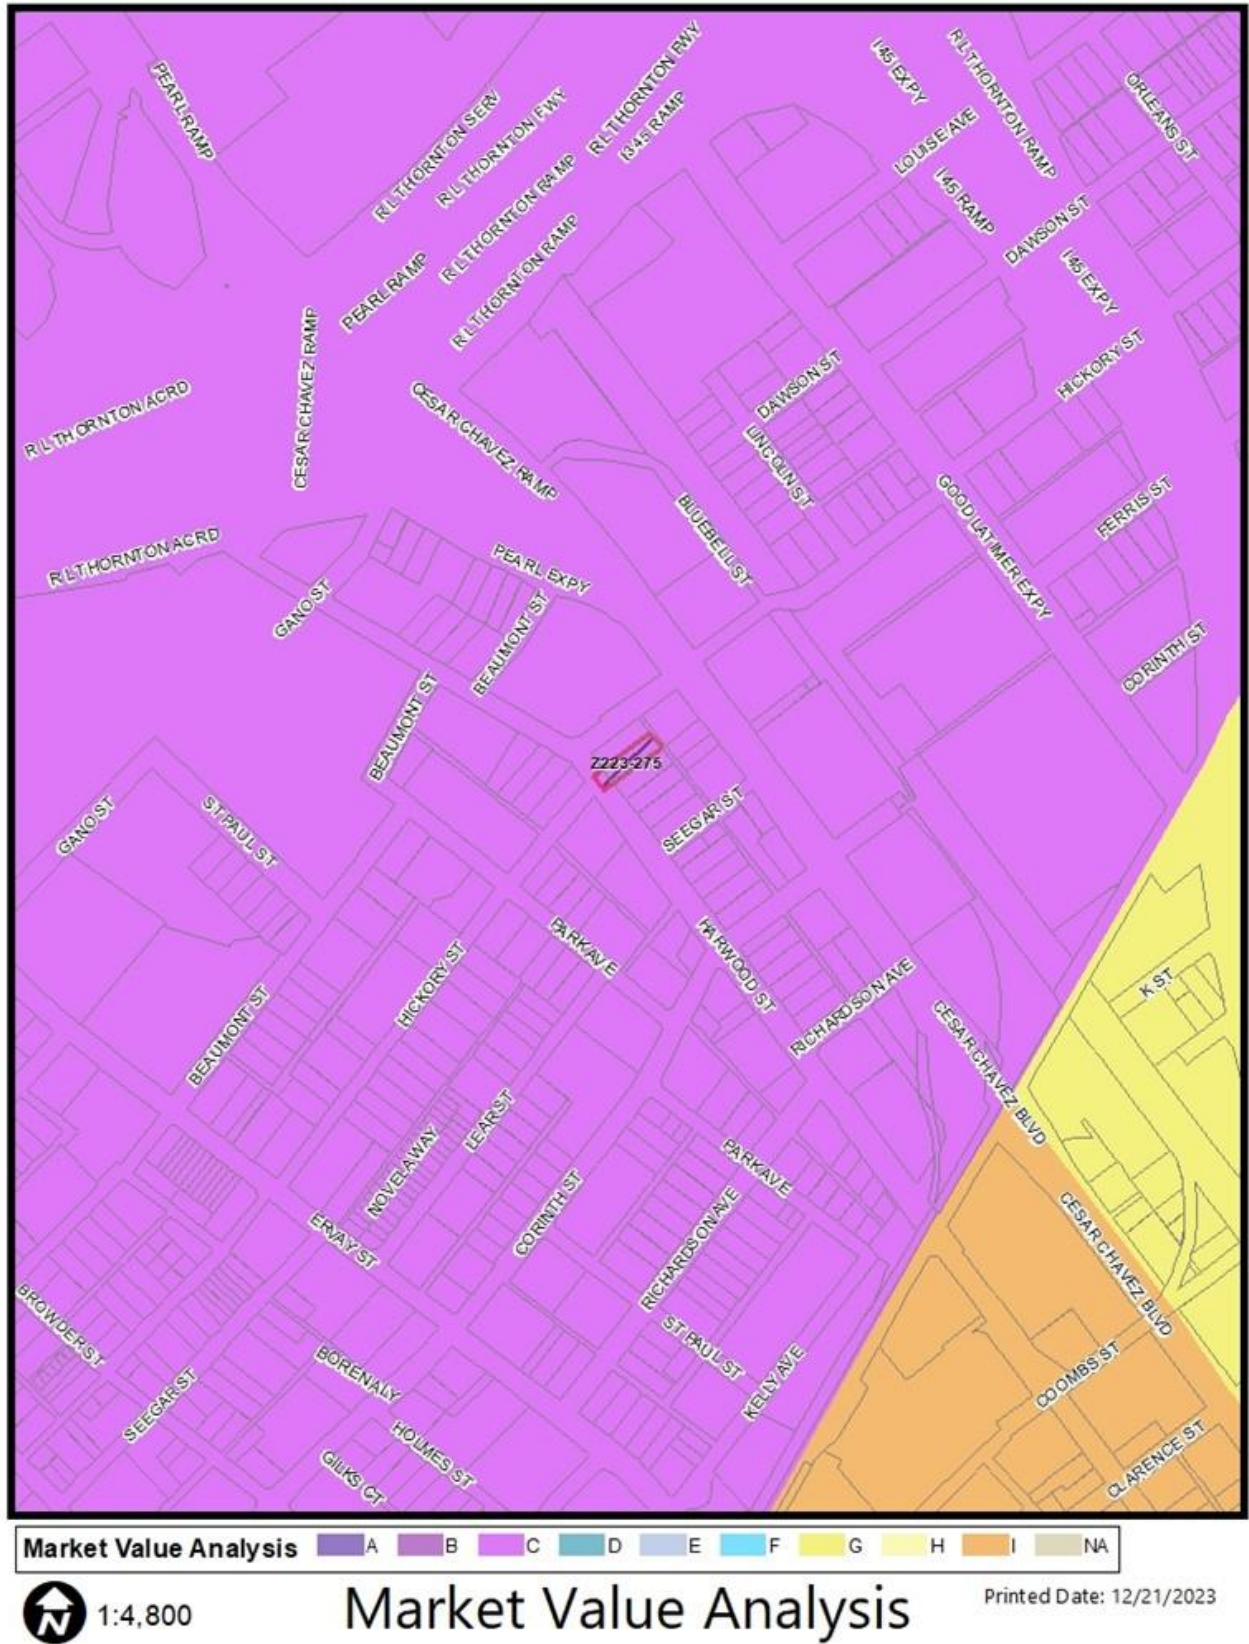 PEARL RAMP
R L THORNTON SERV
R L THORNTON FWY
R L THORNTON FWY
I345 RAMP
I45 EXPY
R L THORNTON RAMP
ORLEANS ST
LOUISE AVE
I45 RAMP
DAWSON ST
I45 EXPY
R L THORNTON RAMP
R L THORNTON RAMP
PEARL RAMP
CESAR CHAVEZ RAMP
R L THORNTON ACRD
CESAR CHAVEZ RAMP
DAWSON ST
HICKORY ST
LINCOLN ST
BLUEBELL ST
GOOD LATIMER EXPY
FERRIS ST
R L THORNTON ACRD
GANO ST
PEARL EXPY
BEAUMONT ST
CORINTH ST
BEAUMONT ST
Z223-275
SEEGAR ST
GANO ST
ST PAUL ST
PARK AVE
HARWOOD ST
HICKORY ST
RICHARDSON AVE
K ST
BEAUMONT ST
CESAR CHAVEZ BLVD
LEAR ST
NOVELA WAY
PARK AVE
CORINTH ST
RICHARDSON AVE
ERVAY ST
CESAR CHAVEZ BLVD
BROWDER ST
ST PAUL ST
SEEGAR ST
BOREN ALY
KELLY AVE
COOMBS ST
HOLMES ST
GILKS CT
CLARENCE ST
Market Value Analysis A B C D E F G H I NA
N 1:4,800 Market Value Analysis Printed Date: 12/21/2023